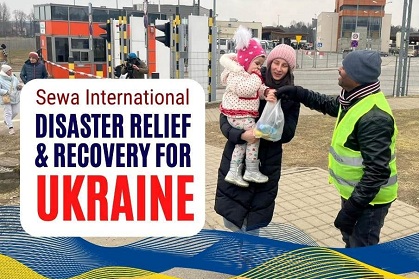 Sewa International
DISASTER RELIEF
& RECOVERY FOR
UKRAINE